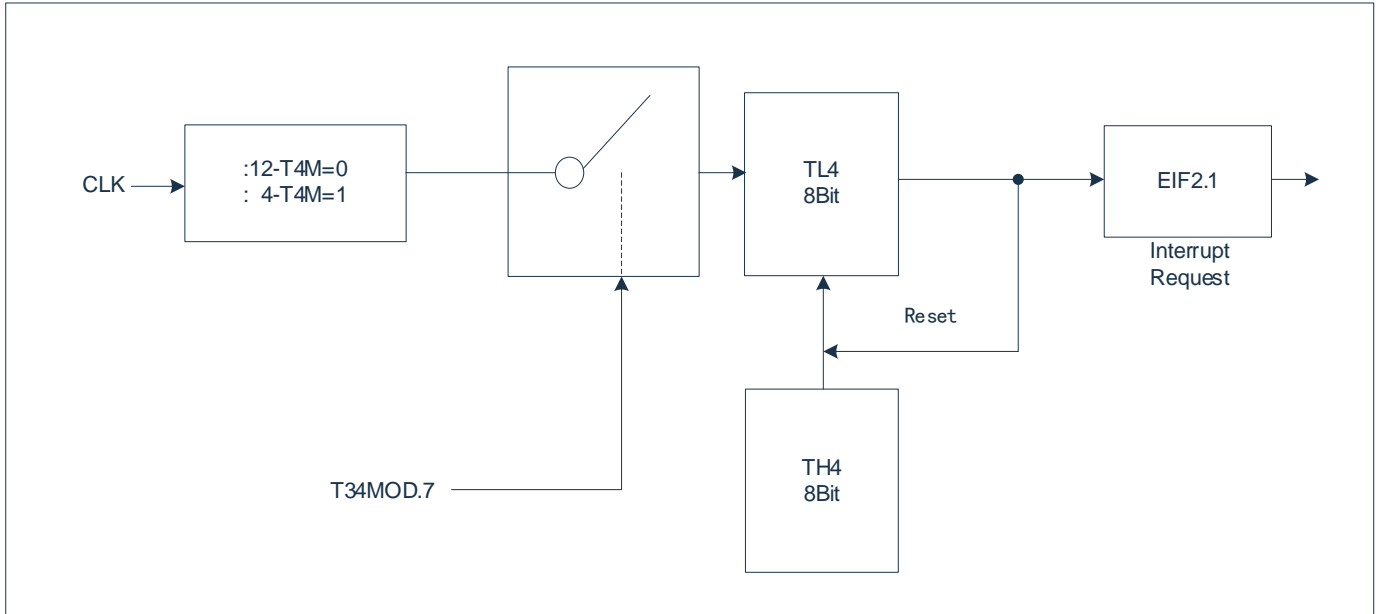 CLK
:12-T4M=0
: 4-T4M=1
TL4
8Bit
EIF2.1
Interrupt
Request
Reset
TH4
8Bit
T34MOD.7